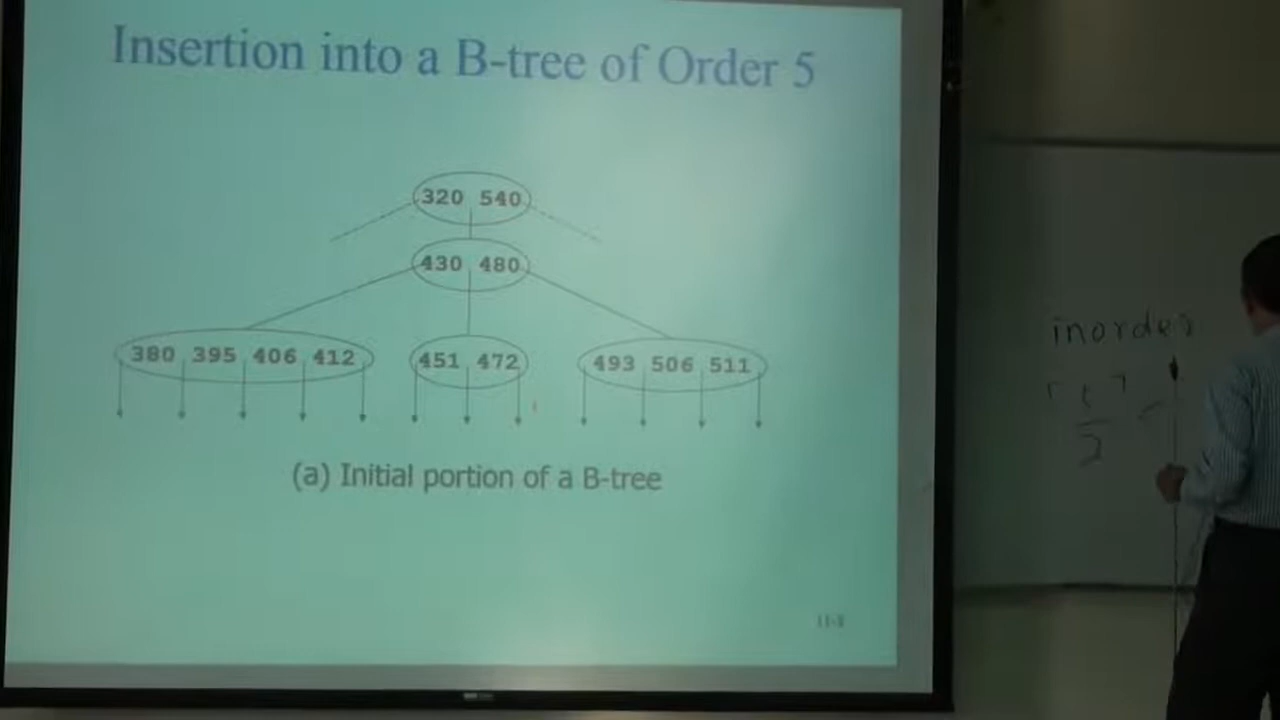 Insertion into a B-tree of Order 5
320 540
430 480
380 395 406 412
451 472
493 506 511
(a) Initial portion of a B-tree
inorder
2